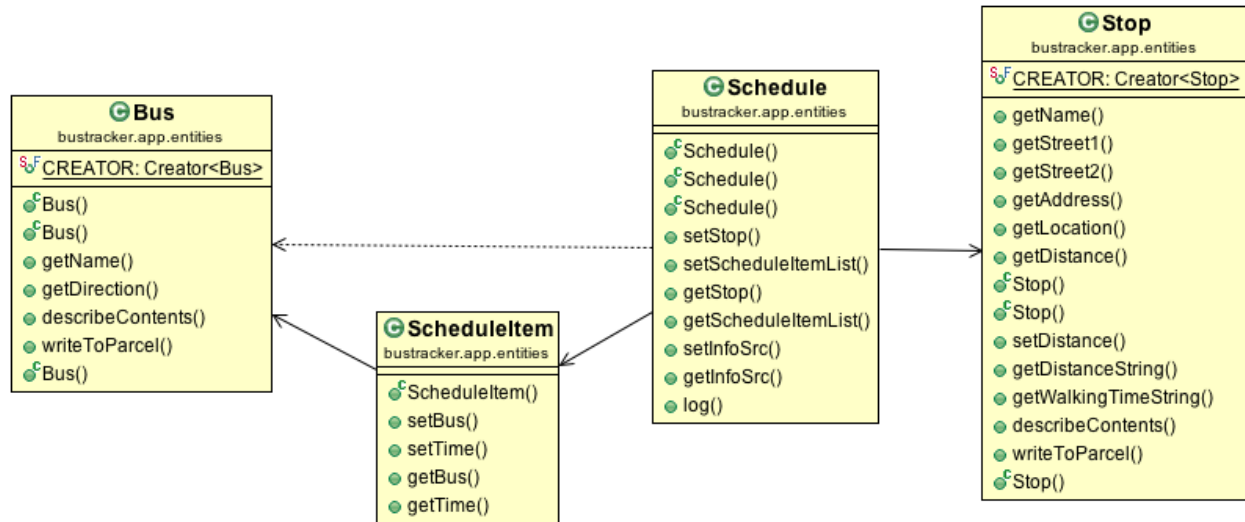 Bus
bustracker.app.entities
CREATOR: Creator<Bus>
Bus()
Bus()
getName()
getDirection()
describeContents()
writeToParcel()
Bus()
ScheduleItem
bustracker.app.entities
ScheduleItem()
setBus()
setTime()
getBus()
getTime()
Schedule
bustracker.app.entities
Schedule()
Schedule()
Schedule()
setStop()
setScheduleItemList()
getStop()
getScheduleItemList()
setInfoSrc()
getInfoSrc()
log()
Stop
bustracker.app.entities
CREATOR: Creator<Stop>
getName()
getStreet1()
getStreet2()
getAddress()
getLocation()
getDistance()
Stop()
Stop()
setDistance()
getDistanceString()
getWalkingTimeString()
describeContents()
writeToParcel()
Stop()